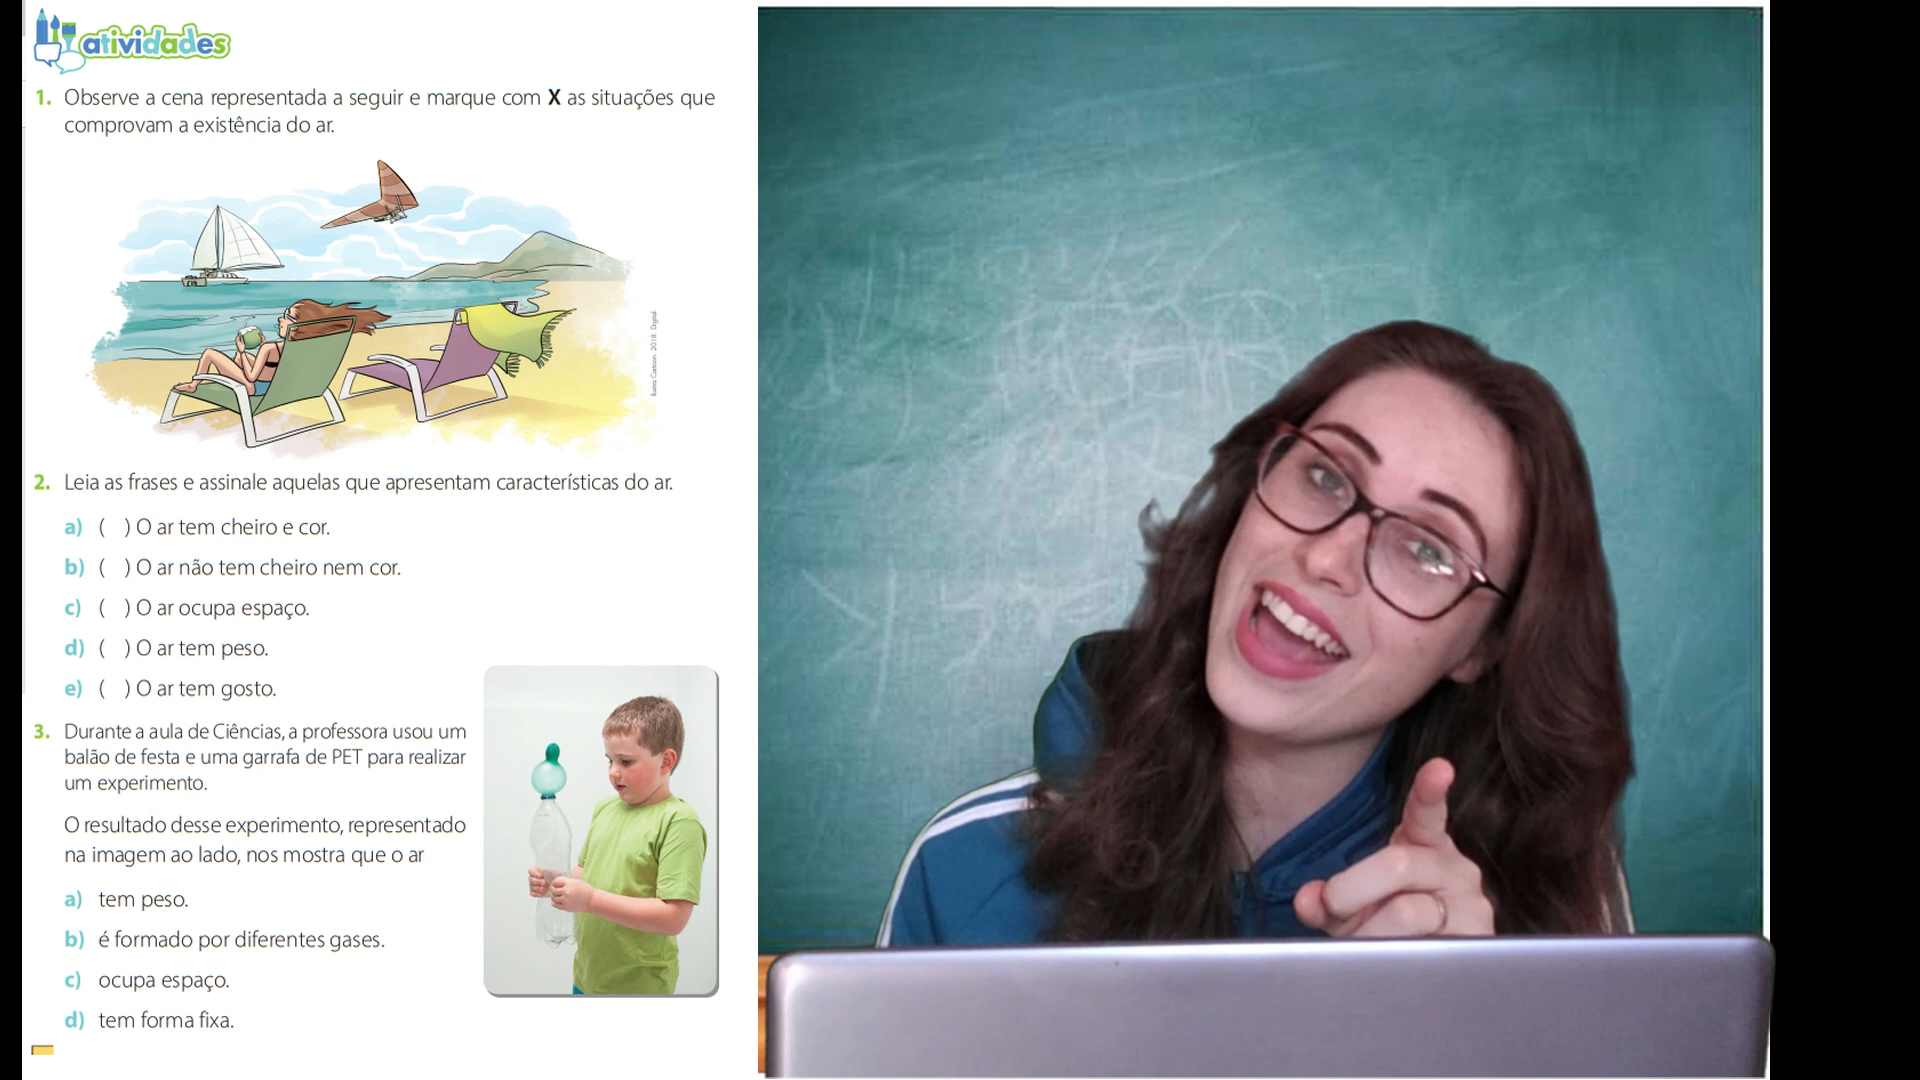 atividades
1. Observe a cena representada a seguir e marque com X as situações que
comprovam a existência do ar.
2. Leia as frases e assinale aquelas que apresentam características do ar.
a) ( ) O ar tem cheiro e cor.
b) ( ) O ar não tem cheiro nem cor.
c) ( ) O ar ocupa espaço.
d) ( ) O ar tem peso.
e) ( ) O ar tem gosto.
3. Durante a aula de Ciências, a professora usou um
balão de festa e uma garrafa de PET para realizar
um experimento.
O resultado desse experimento, representado
na imagem ao lado, nos mostra que o ar
a) tem peso.
b) é formado por diferentes gases.
c) ocupa espaço.
d) tem forma fixa.